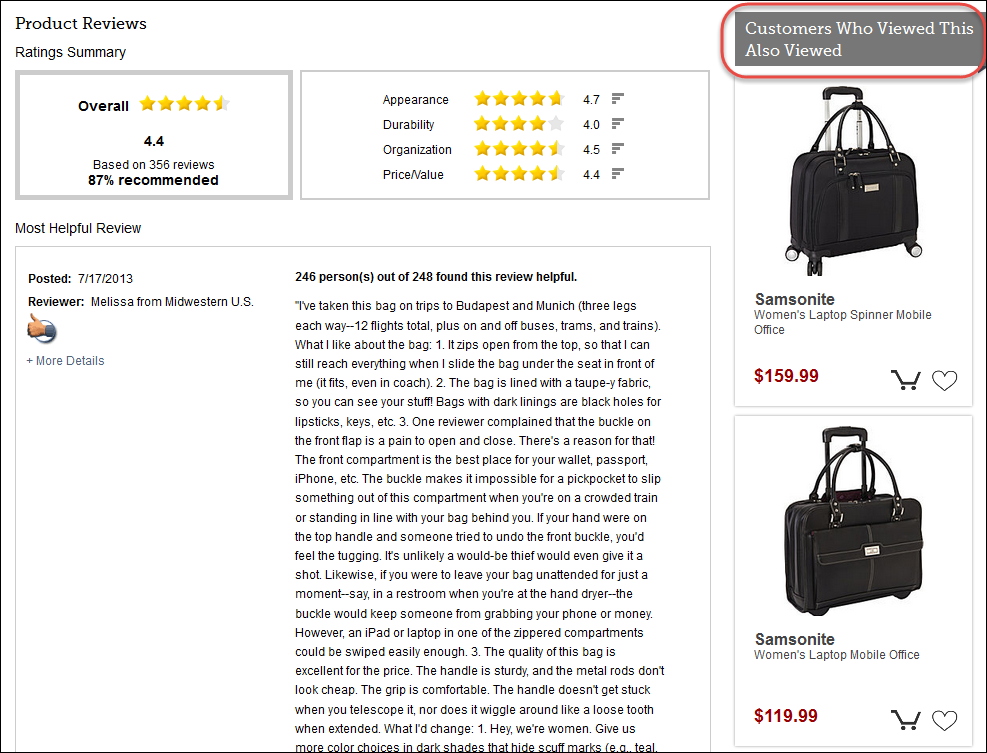 Product Reviews
Ratings Summary
Overall
4.4
Based on 356 reviews
87% recommended
Appearance 4.7
Durability 4.0
Organization 4.5
Price/Value 4.4
Most Helpful Review
Posted: 7/17/2013
Reviewer: Melissa from Midwestern U.S.
+ More Details
246 person(s) out of 248 found this review helpful.
"I've taken this bag on trips to Budapest and Munich (three legs
each way--12 flights total, plus on and off buses, trams, and trains).
What I like about the bag: 1. It zips open from the top, so that I can
still reach everything when I slide the bag under the seat in front of
me (it fits, even in coach). 2. The bag is lined with a taupe-y fabric,
so you can see your stuff! Bags with dark linings are black holes for
lipsticks, keys, etc. 3. One reviewer complained that the buckle on
the front flap is a pain to open and close. There's a reason for that!
The front compartment is the best place for your wallet, passport,
iPhone, etc. The buckle makes it impossible for a pickpocket to slip
something out of this compartment when you're on a crowded train
or standing in line with your bag behind you. If your hand were on
the top handle and someone tried to undo the front buckle, you'd
feel the tugging. It's unlikely a would-be thief would even give it a
shot. Likewise, if you were to leave your bag unattended for just a
moment--say, in a restroom when you're at the hand dryer--the
buckle would keep someone from grabbing your phone or money.
However, an iPad or laptop in one of the zippered compartments
could be swiped easily enough. 3. The quality of this bag is
excellent for the price. The handle is sturdy, and the metal rods don't
look cheap. The grip is comfortable. The handle doesn't get stuck
when you telescope it, nor does it wiggle around like a loose tooth
when extended. What I'd change: 1. Hey, we're women. Give us
more color choices in dark shades that hide scuff marks (e.g., teal,
Customers Who Viewed This
Also Viewed
Samsonite
Women's Laptop Spinner Mobile
Office
$159.99
Samsonite
Women's Laptop Mobile Office
$119.99